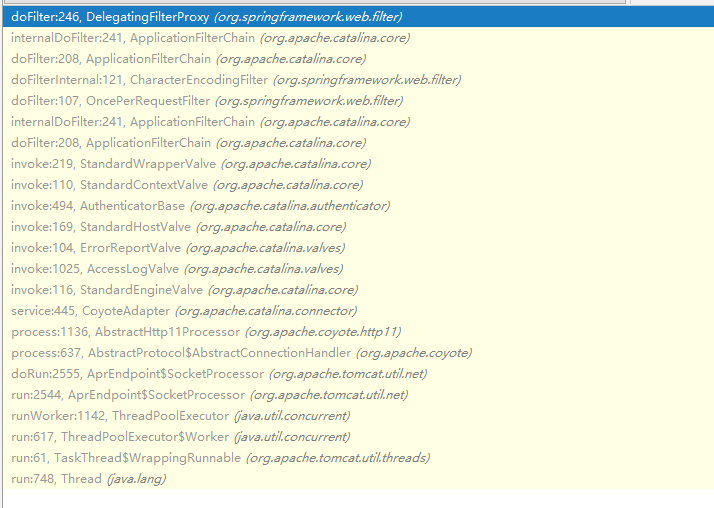 doFilter:246, DelegatingFilterProxy (org.springframework.web.filter)
internalDoFilter:241, ApplicationFilterChain (org.apache.catalina.core)
doFilter:208, ApplicationFilterChain (org.apache.catalina.core)
doFilterInternal:121, CharacterEncodingFilter (org.springframework.web.filter)
doFilter:107, OncePerRequestFilter (org.springframework.web.filter)
internalDoFilter:241, ApplicationFilterChain (org.apache.catalina.core)
doFilter:208, ApplicationFilterChain (org.apache.catalina.core)
invoke:219, StandardWrapperValve (org.apache.catalina.core)
invoke:110, StandardContextValve (org.apache.catalina.core)
invoke:494, AuthenticatorBase (org.apache.catalina.authenticator)
invoke:169, StandardHostValve (org.apache.catalina.core)
invoke:104, ErrorReportValve (org.apache.catalina.valves)
invoke:1025, AccessLogValve (org.apache.catalina.valves)
invoke:116, StandardEngineValve (org.apache.catalina.core)
service:445, CoyoteAdapter (org.apache.catalina.connector)
process:1136, AbstractHttp11Processor (org.apache.coyote.http11)
process:637, AbstractProtocol$AbstractConnectionHandler (org.apache.coyote)
doRun:2555, AprEndpoint$SocketProcessor (org.apache.tomcat.util.net)
run:2544, AprEndpoint$SocketProcessor (org.apache.tomcat.util.net)
runWorker:1142, ThreadPoolExecutor (java.util.concurrent)
run:617, ThreadPoolExecutor$Worker (java.util.concurrent)
run:61, TaskThread$WrappingRunnable (org.apache.tomcat.util.threads)
run:748, Thread (java.lang)